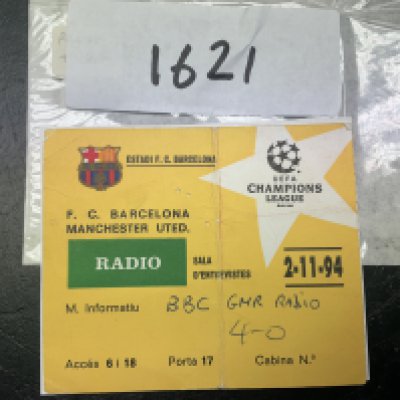 1621
ESTADI F. C. BARCELONA
UEFA
CHAMPIONS
LEAGUE
F. C. BARCELONA
MANCHESTER UTED.
RADIO
SALA
D'ENTREVISTES
2-11-94
M. Informatiu BBC GMR RADIO
4-0
Accés 6 i 18 Porta 17 Cabina N.º